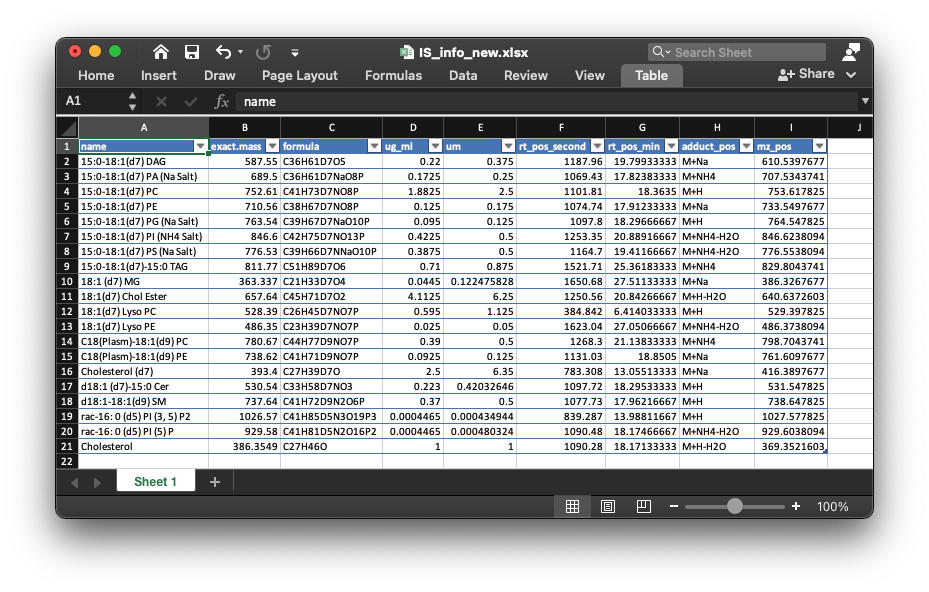 IS_info_new.xlsx
Search Sheet
Home Insert Draw Page Layout Formulas Data Review View Table Share
A1 fx name
A B C D E F G H I J
1 name exact.mass formula ug_ml um rt_pos_second rt_pos_min adduct_pos mz_pos
2 15:0-18:1(d7) DAG 587.55 C36H61D7O5 0.22 0.375 1187.96 19.79933333 M+Na 610.5397677
3 15:0-18:1(d7) PA (Na Salt) 689.5 C36H61D7NaO8P 0.1725 0.25 1069.43 17.82383333 M+NH4 707.5343741
4 15:0-18:1(d7) PC 752.61 C41H73D7NO8P 1.8825 2.5 1101.81 18.3635 M+H 753.617825
5 15:0-18:1(d7) PE 710.56 C38H67D7NO8P 0.125 0.175 1074.74 17.91233333 M+Na 733.5497677
6 15:0-18:1(d7) PG (Na Salt) 763.54 C39H67D7NaO10P 0.095 0.125 1097.8 18.29666667 M+H 764.547825
7 15:0-18:1(d7) PI (NH4 Salt) 846.6 C42H75D7NO13P 0.4225 0.5 1253.35 20.88916667 M+NH4-H2O 846.6238094
8 15:0-18:1(d7) PS (Na Salt) 776.53 C39H66D7NNaO10P 0.3875 0.5 1164.7 19.41166667 M+NH4-H2O 776.5538094
9 15:0-18:1(d7)-15:0 TAG 811.77 C51H89D7O6 0.71 0.875 1521.71 25.36183333 M+NH4 829.8043741
10 18:1 (d7) MG 363.337 C21H33D7O4 0.0445 0.122475828 1650.68 27.51133333 M+Na 386.3267677
11 18:1(d7) Chol Ester 657.64 C45H71D7O2 4.1125 6.25 1250.56 20.84266667 M+H-H2O 640.6372603
12 18:1(d7) Lyso PC 528.39 C26H45D7NO7P 0.595 1.125 384.842 6.414033333 M+H 529.397825
13 18:1(d7) Lyso PE 486.35 C23H39D7NO7P 0.025 0.05 1623.04 27.05066667 M+NH4-H2O 486.3738094
14 C18(Plasm)-18:1(d9) PC 780.67 C44H77D9NO7P 0.39 0.5 1268.3 21.13833333 M+NH4 798.7043741
15 C18(Plasm)-18:1(d9) PE 738.62 C41H71D9NO7P 0.0925 0.125 1131.03 18.8505 M+Na 761.6097677
16 Cholesterol (d7) 393.4 C27H39D7O 2.5 6.35 783.308 13.05513333 M+Na 416.3897677
17 d18:1 (d7)-15:0 Cer 530.54 C33H58D7NO3 0.223 0.42032646 1097.72 18.29533333 M+H 531.547825
18 d18:1-18:1(d9) SM 737.64 C41H72D9N2O6P 0.37 0.5 1077.73 17.96216667 M+H 738.647825
19 rac-16: 0 (d5) PI (3, 5) P2 1026.57 C41H85D5N3O19P3 0.0004465 0.000434944 839.287 13.98811667 M+H 1027.577825
20 rac-16: 0 (d5) PI (5) P 929.58 C41H81D5N2O16P2 0.0004465 0.000480324 1090.48 18.17466667 M+NH4-H2O 929.6038094
21 Cholesterol 386.3549 C27H46O 1 1 1090.28 18.17133333 M+H-H2O 369.3521603
22
Sheet 1 +
100%